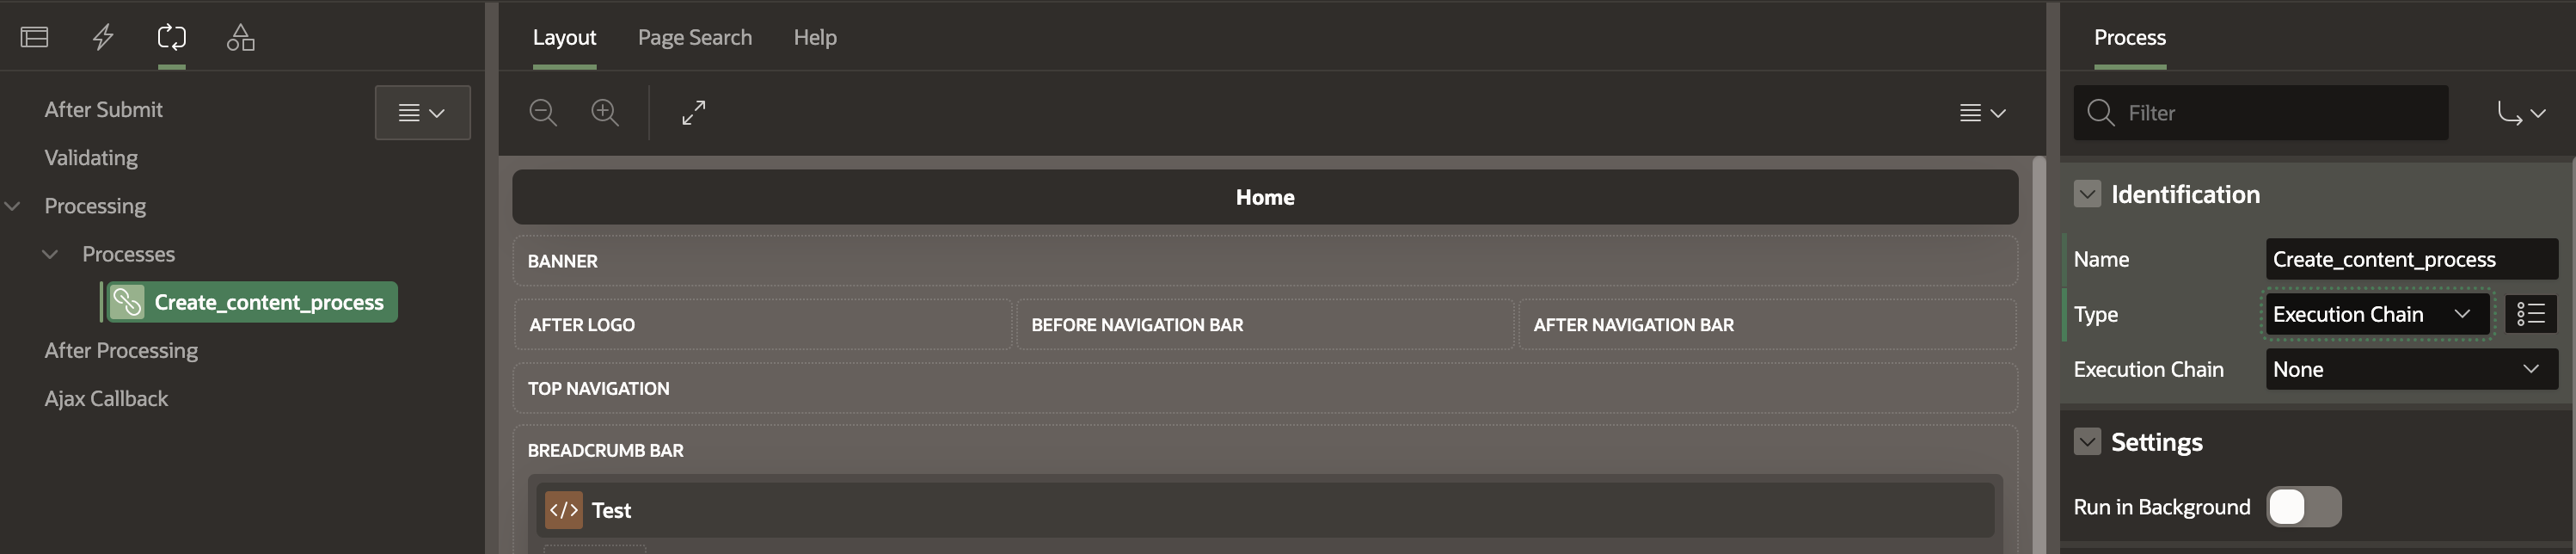 Layout
Page Search
Help
Process
After Submit
Validating
Processing
Processes
Create_content_process
After Processing
Ajax Callback
Home
BANNER
AFTER LOGO
BEFORE NAVIGATION BAR
AFTER NAVIGATION BAR
TOP NAVIGATION
BREADCRUMB BAR
</> Test
Filter
Identification
Name
Create_content_process
Type
Execution Chain
Execution Chain
None
Settings
Run in Background